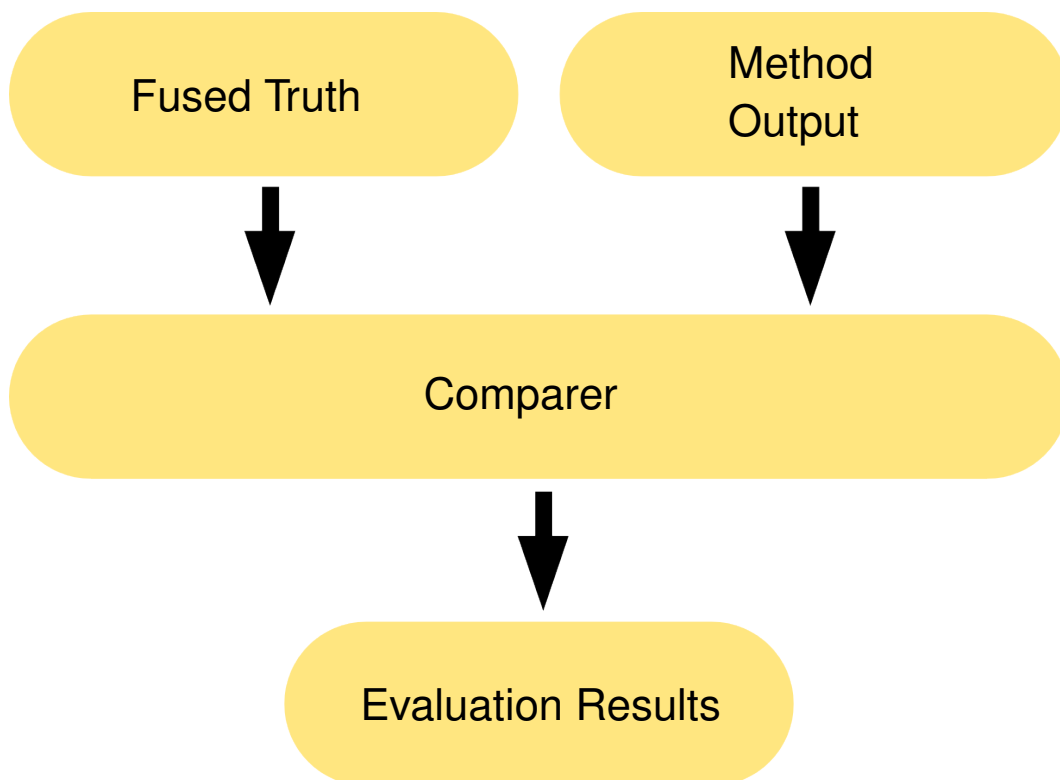 Fused Truth
Method
Output
Comparer
Evaluation Results